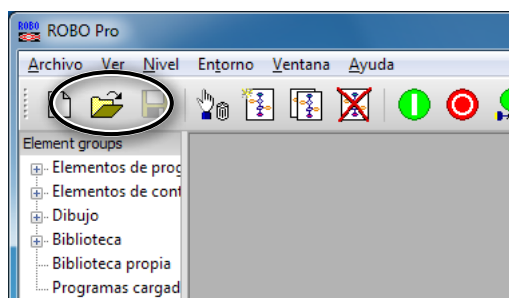 ROBO
ROBO Pro
Archivo Ver Nivel Entorno Ventana Ayuda
Element groups
Elementos de prog
Elementos de cont
Dibujo
Biblioteca
Biblioteca propia
Programas cargad